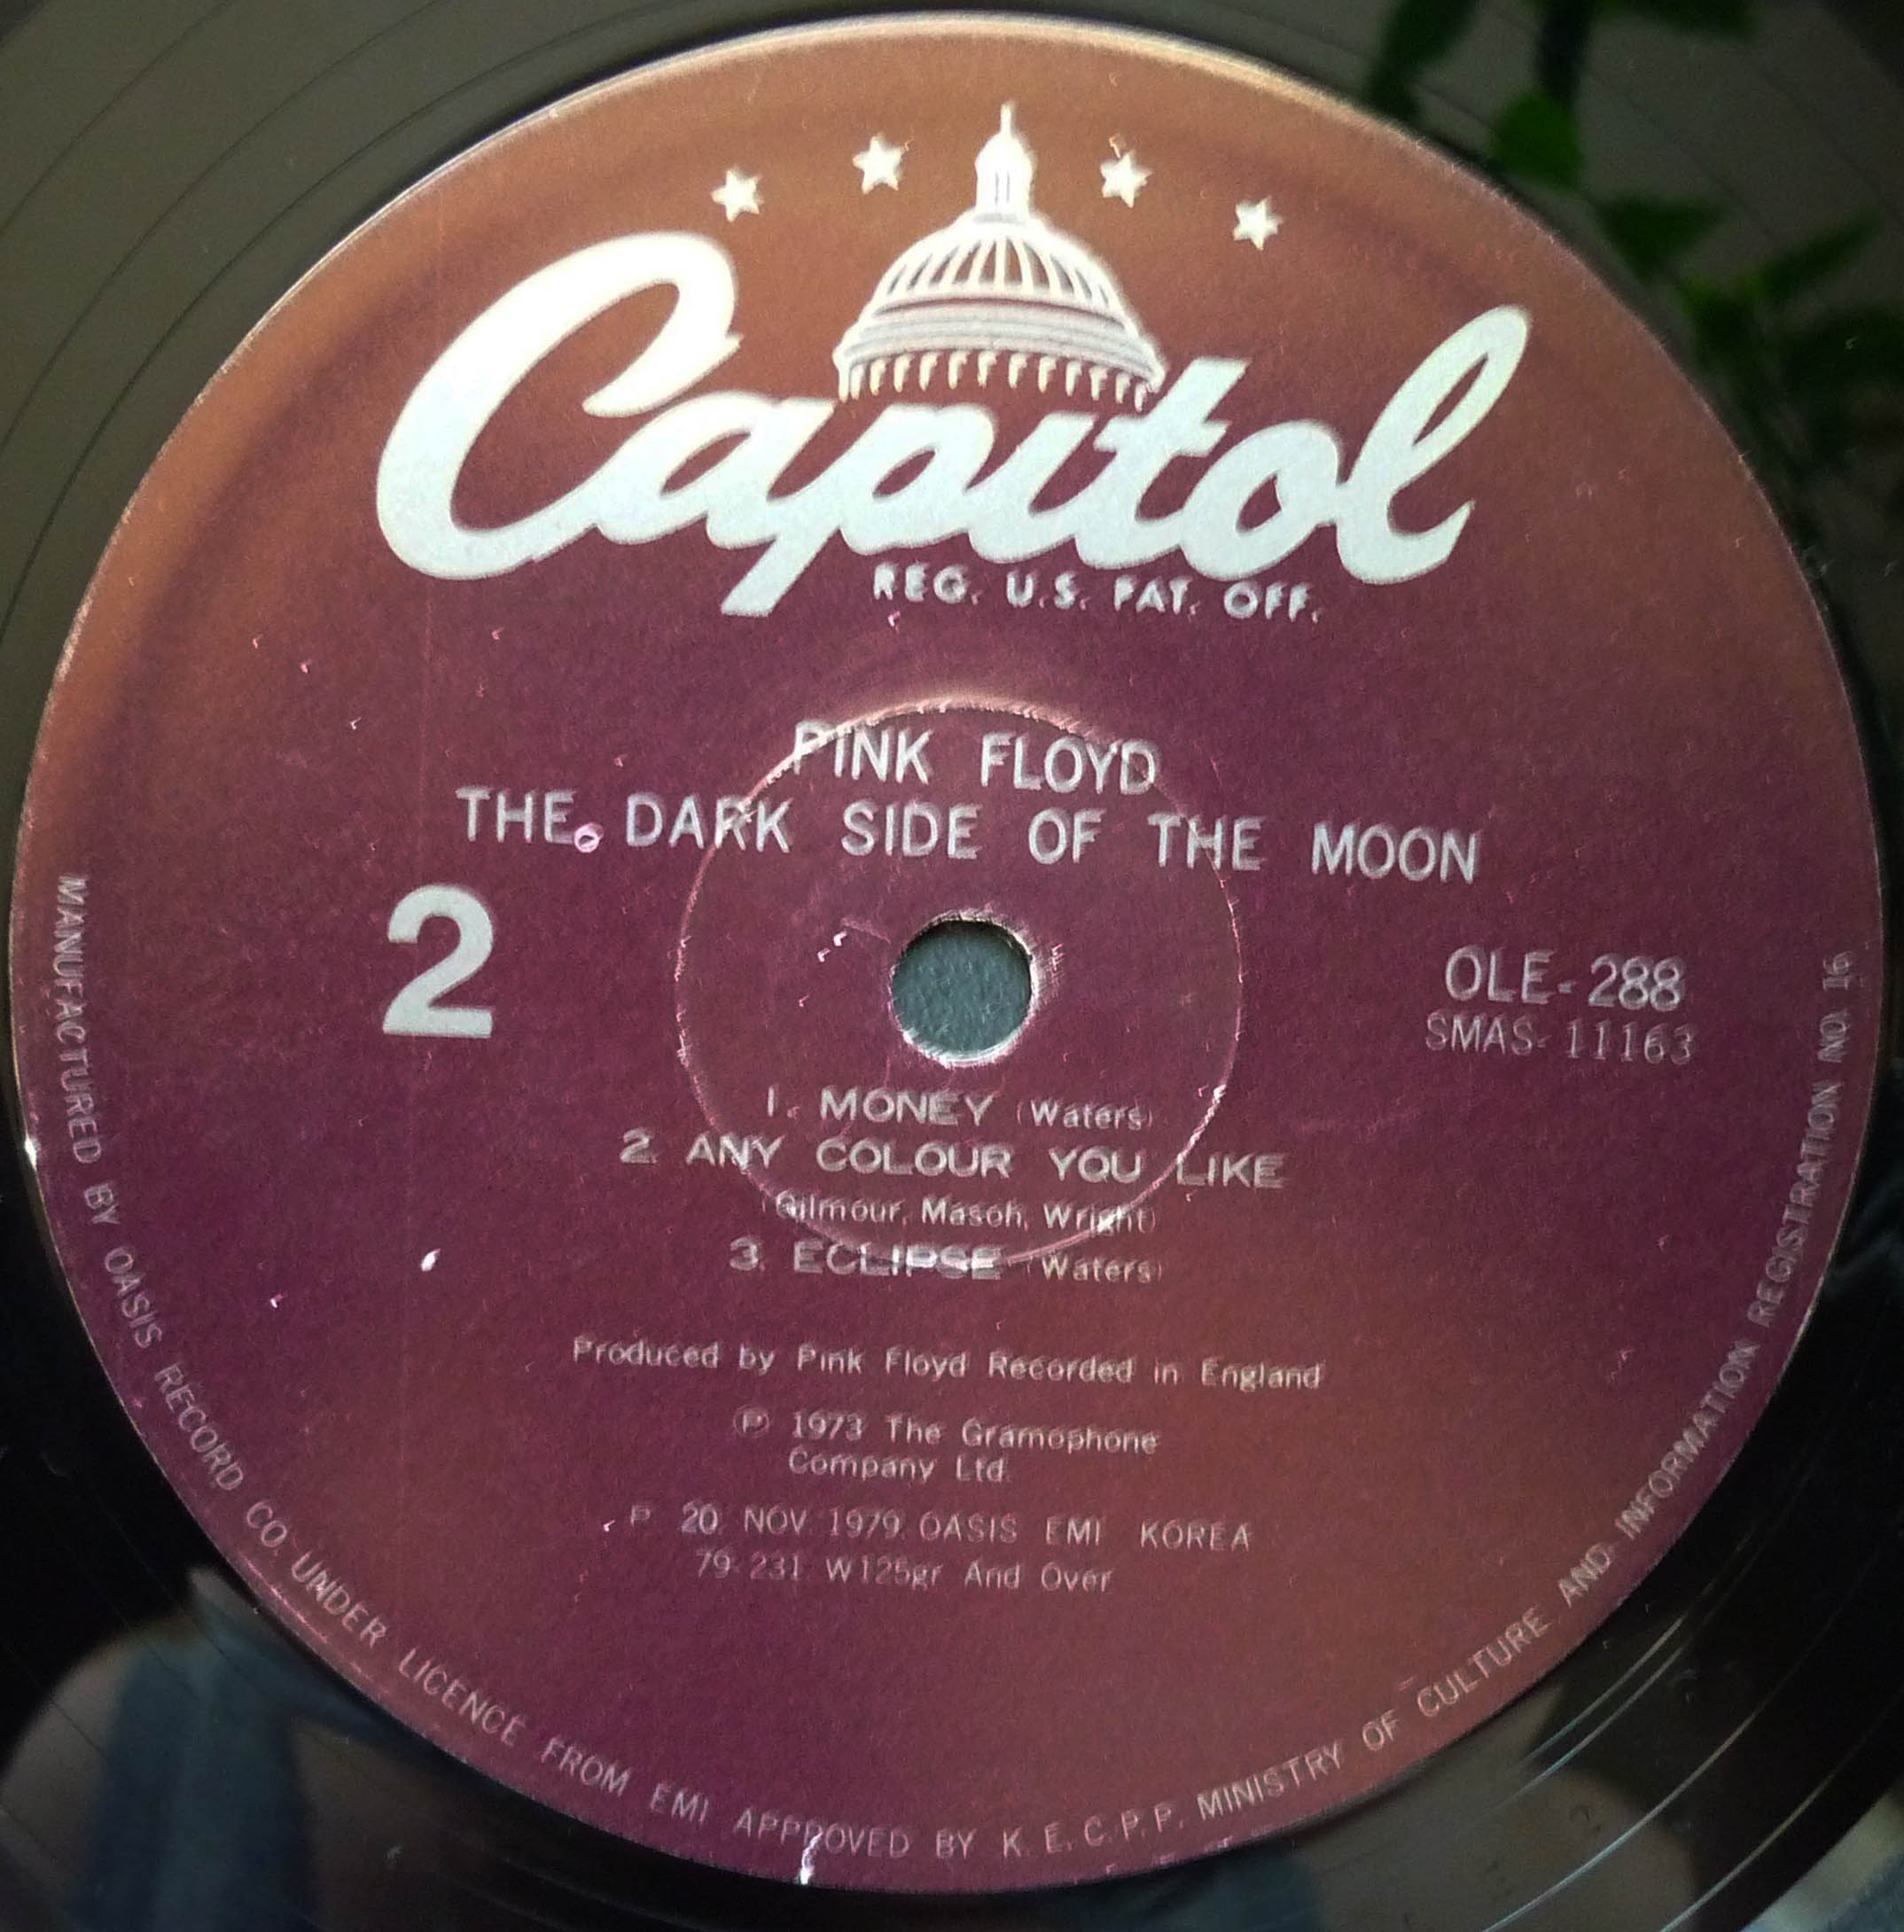 Capitol
REG. U.S. PAT. OFF.
PINK FLOYD
THE DARK SIDE OF THE MOON
2
OLE-288
SMAS-11163
1. MONEY (Waters)
2. ANY COLOUR YOU LIKE
(Gilmour, Mason, Wright)
3. ECLIPSE (Waters)
Produced by Pink Floyd Recorded in England
℗ 1973 The Gramophone
Company Ltd.
P 20. NOV. 1979. OASIS EMI KOREA
79-231 W125gr And Over
MANUFACTURED BY OASIS RECORD CO. UNDER LICENCE FROM EMI APPROVED BY K.E.C.P.P. MINISTRY OF CULTURE AND INFORMATION REGISTRATION NO. 16